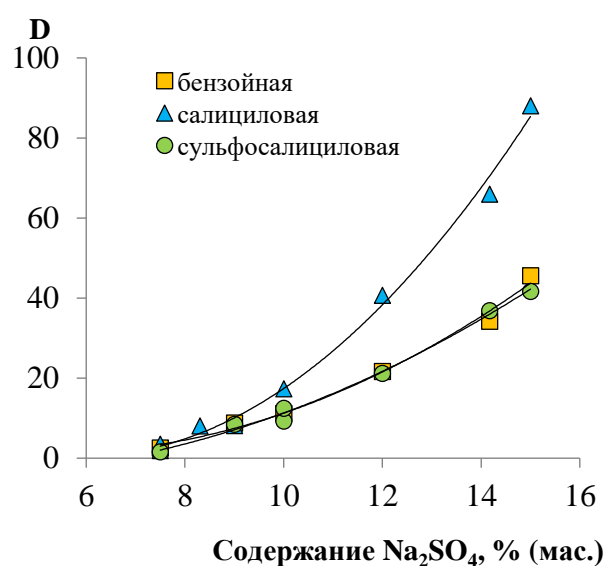 D
100
80
60
40
20
0
бензойная
салициловая
сульфосалициловая
6 8 10 12 14 16
Содержание Na₂SO₄, % (мас.)